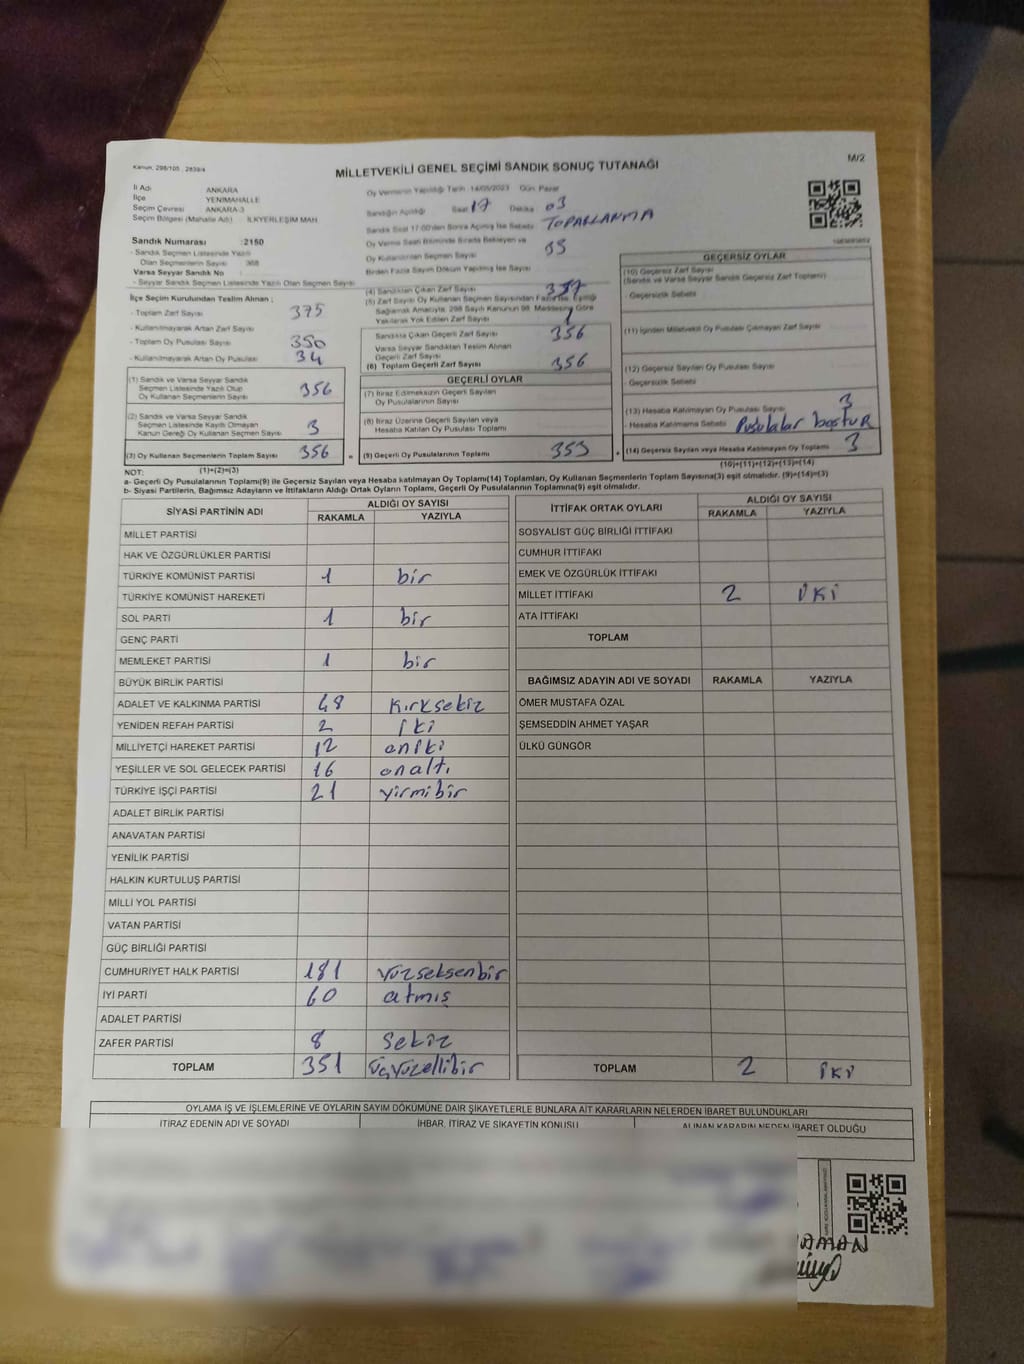 Kanun: 298/105 , 2839/4
MİLLETVEKİLİ GENEL SEÇİMİ SANDIK SONUÇ TUTANAĞI
M/2
İl Adı ANKARA
İlçe YENİMAHALLE
Seçim Çevresi ANKARA-3
Seçim Bölgesi (Mahalle Adı) : İLKYERLEŞİM MAH.
Oy Vermenin Yapıldığı Tarih: 14/05/2023 Gün: Pazar
Sandığın Açıldığı Saat 17 Dakika 03
Sandık Saat 17:00'den Sonra Açılmış İse Sebebi TOPARLANMA
Oy Verme Saati Bitiminde Sırada Bekleyen ve
Oy Kullandırılan Seçmen Sayısı
Birden Fazla Sayım Döküm Yapılmış İse Sayısı
Sandık Numarası :2150
- Sandık Seçmen Listesinde Yazılı
Olan Seçmenlerin Sayısı : 368
Varsa Seyyar Sandık No :
- Seyyar Sandık Seçmen Listesinde Yazılı Olan Seçmen Sayısı
İlçe Seçim Kurulundan Teslim Alınan ;
- Toplam Zarf Sayısı 375
- Kullanılmayarak Artan Zarf Sayısı
- Toplam Oy Pusulası Sayısı 350
- Kullanılmayarak Artan Oy Pusulası 34
(1) Sandık ve Varsa Seyyar Sandık
Seçmen Listesinde Yazılı Olup
Oy Kullanan Seçmenlerin Sayısı 356
(2) Sandık ve Varsa Seyyar Sandık
Seçmen Listesinde Kayıtlı Olmayan
Kanun Gereği Oy Kullanan Seçmen Sayısı 3
(3) Oy Kullanan Seçmenlerin Toplam Sayısı 356
(4) Sandıktan Çıkan Zarf Sayısı 357
(5) Zarf Sayısı Oy Kullanan Seçmen Sayısından Fazla İse, Eşitliği
Sağlamak Amacıyla, 298 Sayılı Kanunun 98. Maddesine Göre
Yakılarak Yok Edilen Zarf Sayısı 1
Sandıkta Çıkan Geçerli Zarf Sayısı 356
Varsa Seyyar Sandıktan Teslim Alınan
Geçerli Zarf Sayısı
(6) Toplam Geçerli Zarf Sayısı 356
GEÇERLİ OYLAR
(7) İtiraz Edilmeksizin Geçerli Sayılan
Oy Pusulalarının Sayısı
(8) İtiraz Üzerine Geçerli Sayılan veya
Hesaba Katılan Oy Pusulası Toplamı
= (9) Geçerli Oy Pusulalarının Toplamı 353 +
GEÇERSİZ OYLAR
(10) Geçersiz Zarf Sayısı
(Sandık ve Varsa Seyyar Sandık Geçersiz Zarf Toplamı)
- Geçersizlik Sebebi
(11) İçinden Milletvekili Oy Pusulası Çıkmayan Zarf Sayısı
(12) Geçersiz Sayılan Oy Pusulası Sayısı
- Geçersizlik Sebebi
(13) Hesaba Katılmayan Oy Pusulası Sayısı 3
- Hesaba Katılmama Sebebi Pusulalar boştur
(14) Geçersiz Sayılan veya Hesaba Katılmayan Oy Toplamı 3
(10)+(11)+(12)+(13)=(14)
NOT: (1)+(2)=(3)
a- Geçerli Oy Pusulalarının Toplamı(9) ile Geçersiz Sayılan veya Hesaba katılmayan Oy Toplamı(14) Toplamları, Oy Kullanan Seçmenlerin Toplam Sayısına(3) eşit olmalıdır. (9)+(14)=(3)
b- Siyasi Partilerin, Bağımsız Adayların ve İttifakların Aldığı Ortak Oyların Toplamı, Geçerli Oy Pusulalarının Toplamına(9) eşit olmalıdır.
SİYASİ PARTİNİN ADI ALDIĞI OY SAYISI
RAKAMLA YAZIYLA
MİLLET PARTİSİ
HAK VE ÖZGÜRLÜKLER PARTİSİ
TÜRKİYE KOMÜNİST PARTİSİ 1 bir
TÜRKİYE KOMÜNİST HAREKETİ
SOL PARTİ 1 bir
GENÇ PARTİ
MEMLEKET PARTİSİ 1 bir
BÜYÜK BİRLİK PARTİSİ
ADALET VE KALKINMA PARTİSİ 48 kırksekiz
YENİDEN REFAH PARTİSİ 2 iki
MİLLİYETÇİ HAREKET PARTİSİ 12 oniki
YEŞİLLER VE SOL GELECEK PARTİSİ 16 onaltı
TÜRKİYE İŞÇİ PARTİSİ 21 yirmibir
ADALET BİRLİK PARTİSİ
ANAVATAN PARTİSİ
YENİLİK PARTİSİ
HALKIN KURTULUŞ PARTİSİ
MİLLİ YOL PARTİSİ
VATAN PARTİSİ
GÜÇ BİRLİĞİ PARTİSİ
CUMHURİYET HALK PARTİSİ 181 yüzseksenbir
İYİ PARTİ 60 atmış
ADALET PARTİSİ
ZAFER PARTİSİ 8 sekiz
TOPLAM 351 üçyüzellibir
İTTİFAK ORTAK OYLARI ALDIĞI OY SAYISI
RAKAMLA YAZIYLA
SOSYALİST GÜÇ BİRLİĞİ İTTİFAKI
CUMHUR İTTİFAKI
EMEK VE ÖZGÜRLÜK İTTİFAKI
MİLLET İTTİFAKI 2 iki
ATA İTTİFAKI
TOPLAM
BAĞIMSIZ ADAYIN ADI VE SOYADI RAKAMLA YAZIYLA
ÖMER MUSTAFA ÖZAL
ŞEMSEDDİN AHMET YAŞAR
ÜLKÜ GÜNGÖR
TOPLAM 2 iki
OYLAMA İŞ VE İŞLEMLERİNE VE OYLARIN SAYIM DÖKÜMÜNE DAİR ŞİKAYETLERLE BUNLARA AİT KARARLARIN NELERDEN İBARET BULUNDUKLARI
İTİRAZ EDENİN ADI VE SOYADI İHBAR, İTİRAZ VE ŞİKAYETİN KONUSU ALINAN KARARIN NEDEN İBARET OLDUĞU